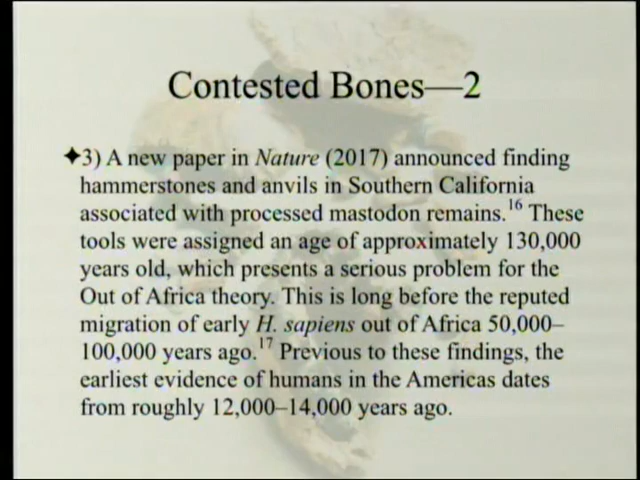 Contested Bones—2
✦3) A new paper in Nature (2017) announced finding
hammerstones and anvils in Southern California
associated with processed mastodon remains.16 These
tools were assigned an age of approximately 130,000
years old, which presents a serious problem for the
Out of Africa theory. This is long before the reputed
migration of early H. sapiens out of Africa 50,000–
100,000 years ago.17 Previous to these findings, the
earliest evidence of humans in the Americas dates
from roughly 12,000–14,000 years ago.